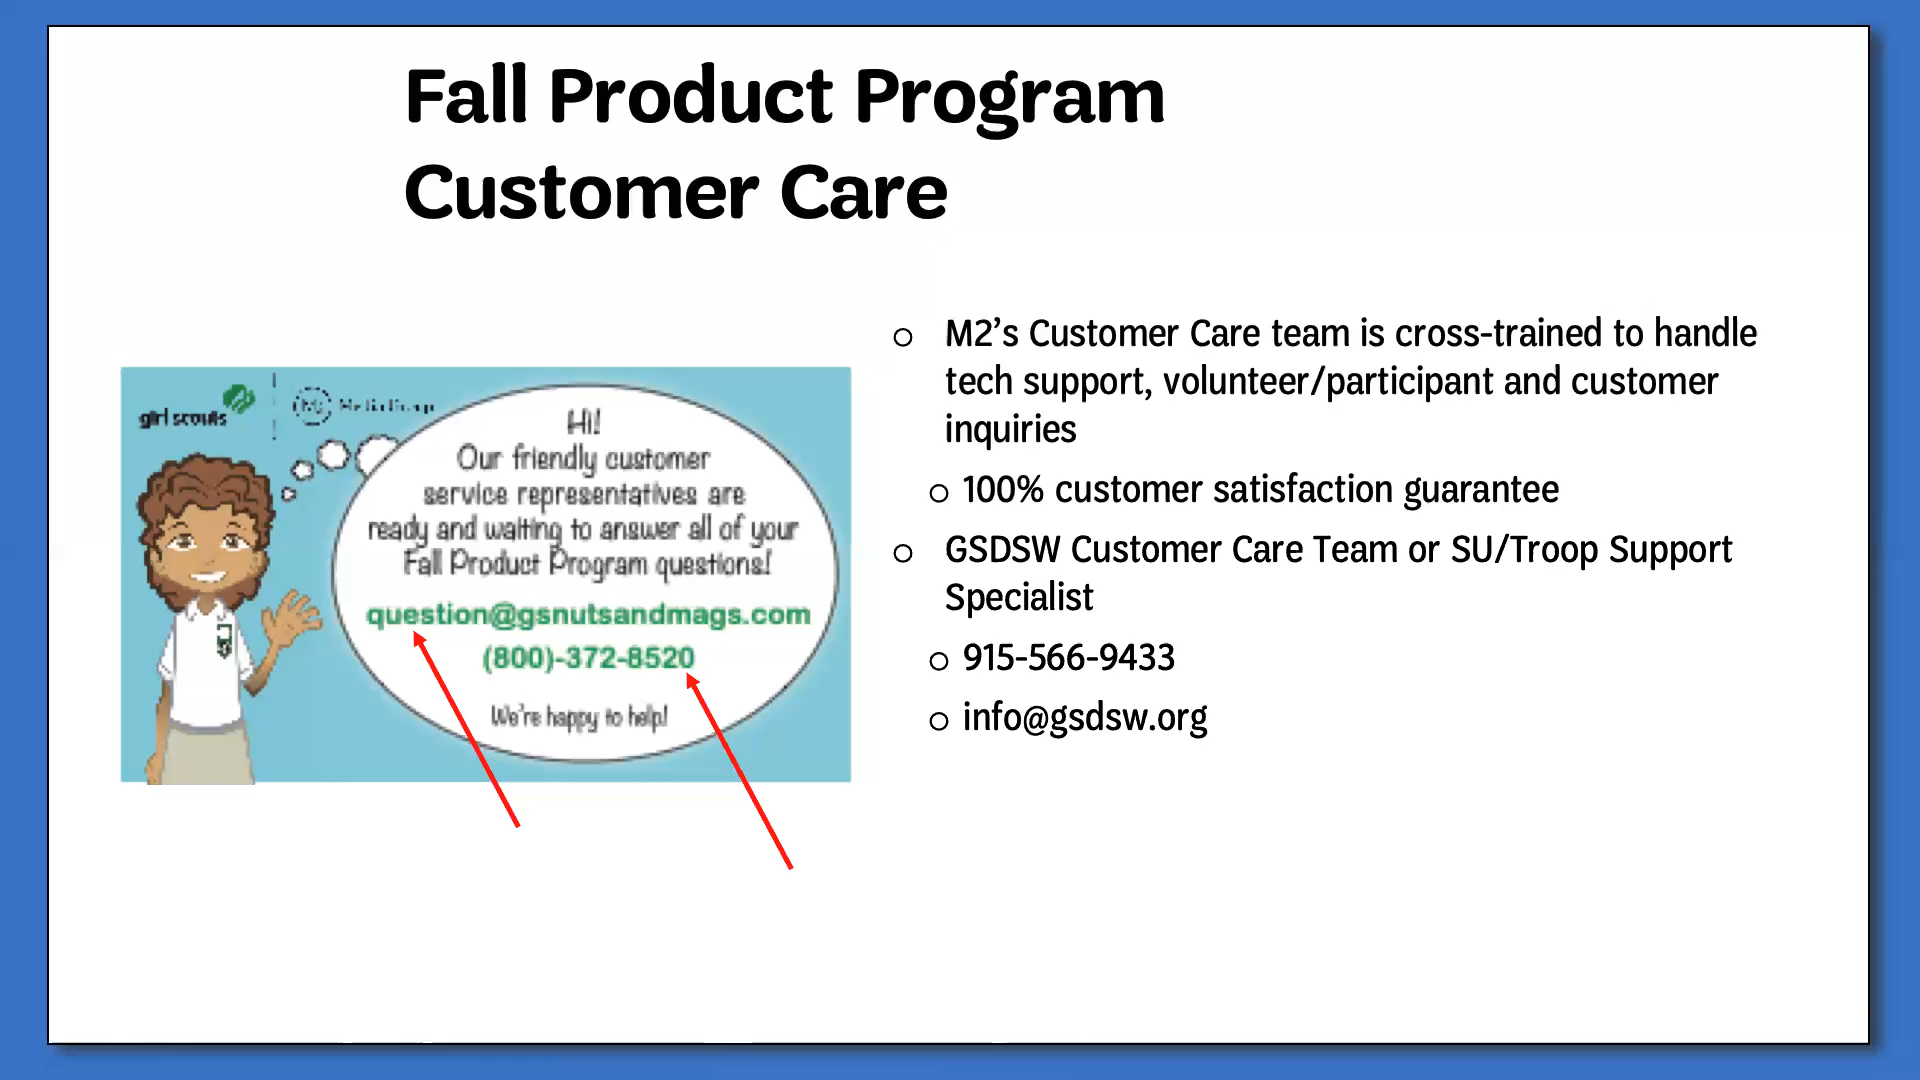 Fall Product Program
Customer Care
girl scouts
Hi!
Our friendly customer
service representatives are
ready and waiting to answer all of your
Fall Product Program questions!
question@gsnutsandmags.com
(800)-372-8520
We're happy to help!
○ M2’s Customer Care team is cross-trained to handle
tech support, volunteer/participant and customer
inquiries
○ 100% customer satisfaction guarantee
○ GSDSW Customer Care Team or SU/Troop Support
Specialist
○ 915-566-9433
○ info@gsdsw.org